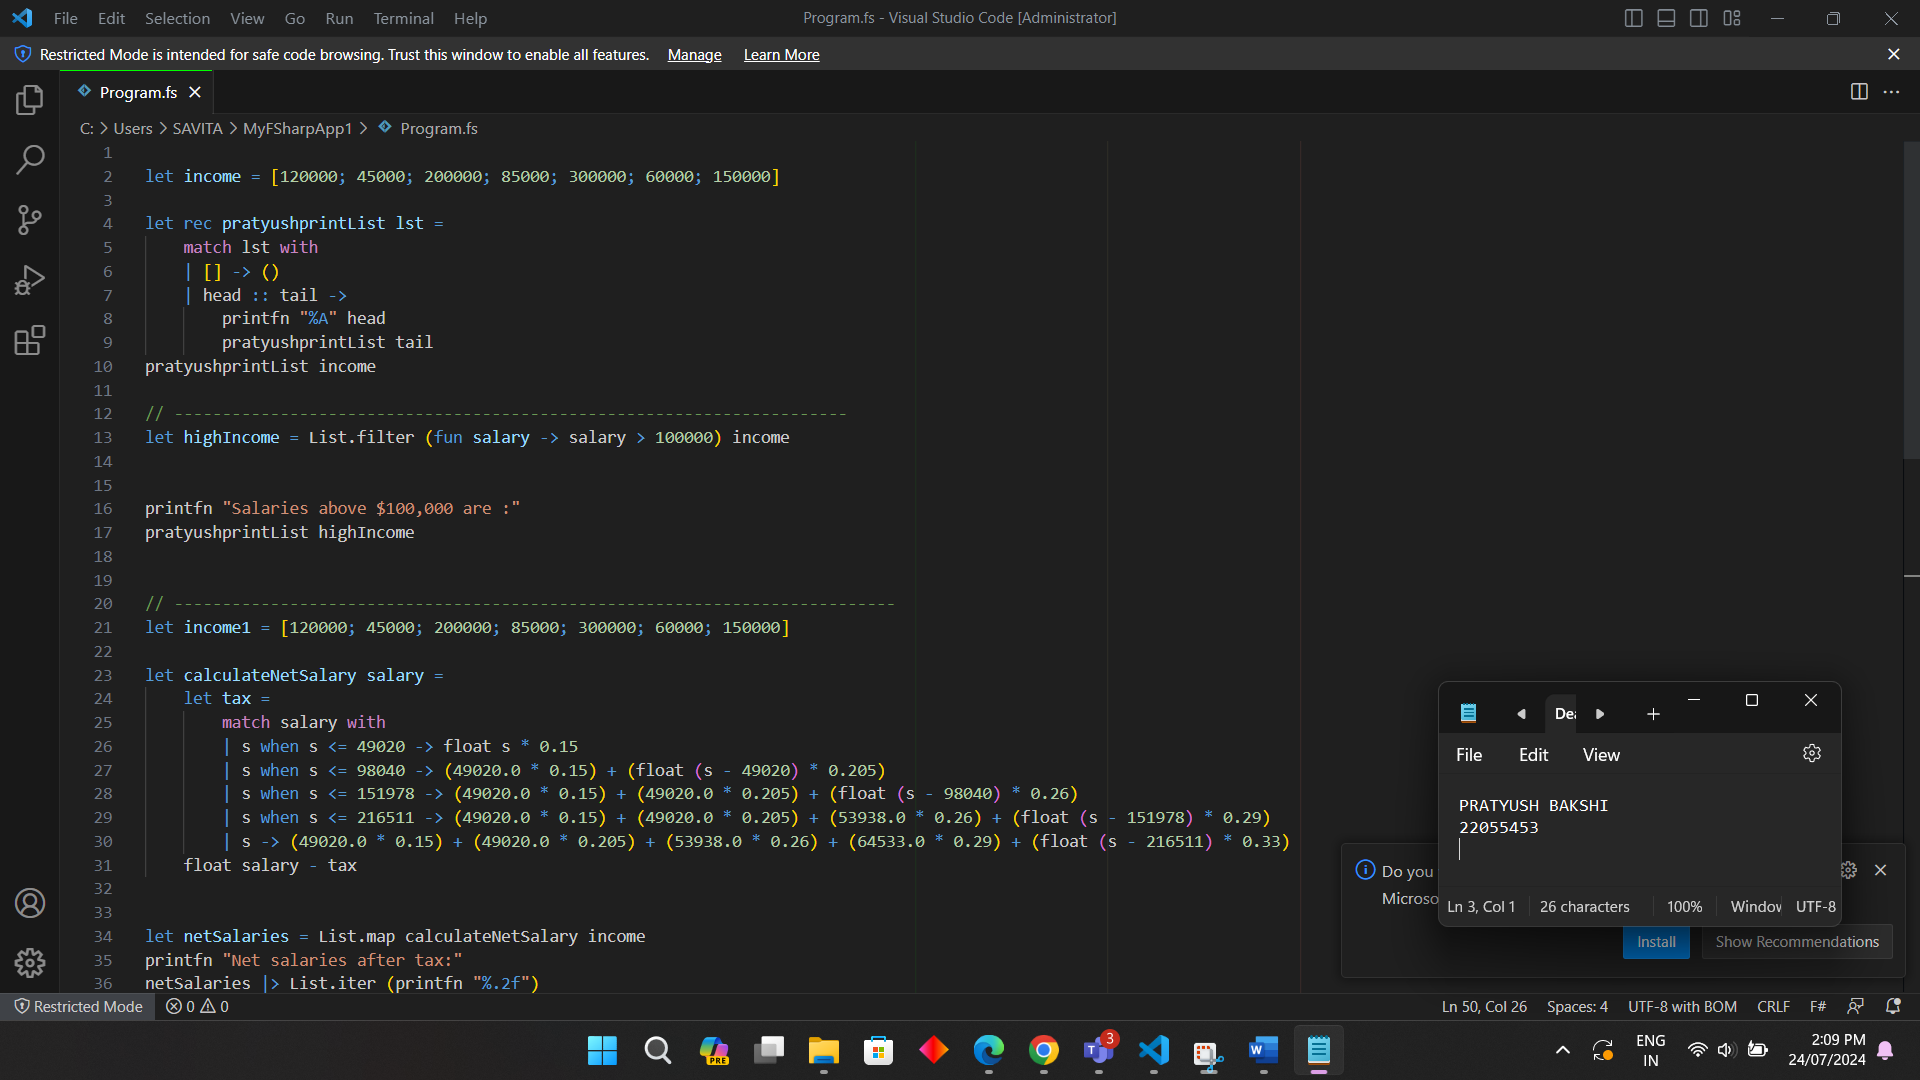 File Edit Selection View Go Run Terminal Help
Program.fs - Visual Studio Code [Administrator]
Restricted Mode is intended for safe code browsing. Trust this window to enable all features. Manage Learn More
Program.fs
C: > Users > SAVITA > MyFSharpApp1 > Program.fs
1
2 let income = [120000; 45000; 200000; 85000; 300000; 60000; 150000]
3
4 let rec pratyushprintList lst =
5 match lst with
6 | [] -> ()
7 | head :: tail ->
8 printfn "%A" head
9 pratyushprintList tail
10 pratyushprintList income
11
12 // ----------------------------------------------------------------------
13 let highIncome = List.filter (fun salary -> salary > 100000) income
14
15
16 printfn "Salaries above $100,000 are :"
17 pratyushprintList highIncome
18
19
20 // ---------------------------------------------------------------------------
21 let income1 = [120000; 45000; 200000; 85000; 300000; 60000; 150000]
22
23 let calculateNetSalary salary =
24 let tax =
25 match salary with
26 | s when s <= 49020 -> float s * 0.15
27 | s when s <= 98040 -> (49020.0 * 0.15) + (float (s - 49020) * 0.205)
28 | s when s <= 151978 -> (49020.0 * 0.15) + (49020.0 * 0.205) + (float (s - 98040) * 0.26)
29 | s when s <= 216511 -> (49020.0 * 0.15) + (49020.0 * 0.205) + (53938.0 * 0.26) + (float (s - 151978) * 0.29)
30 | s -> (49020.0 * 0.15) + (49020.0 * 0.205) + (53938.0 * 0.26) + (64533.0 * 0.29) + (float (s - 216511) * 0.33)
31 float salary - tax
32
33
34 let netSalaries = List.map calculateNetSalary income
35 printfn "Net salaries after tax:"
36 netSalaries |> List.iter (printfn "%.2f")
Dea
File Edit View
PRATYUSH BAKSHI
22055453
Ln 3, Col 1 26 characters 100% Window UTF-8
Do you
Microso
Install Show Recommendations
Restricted Mode 0 0 Ln 50, Col 26 Spaces: 4 UTF-8 with BOM CRLF F#
PRE
3
ENG
IN
2:09 PM
24/07/2024